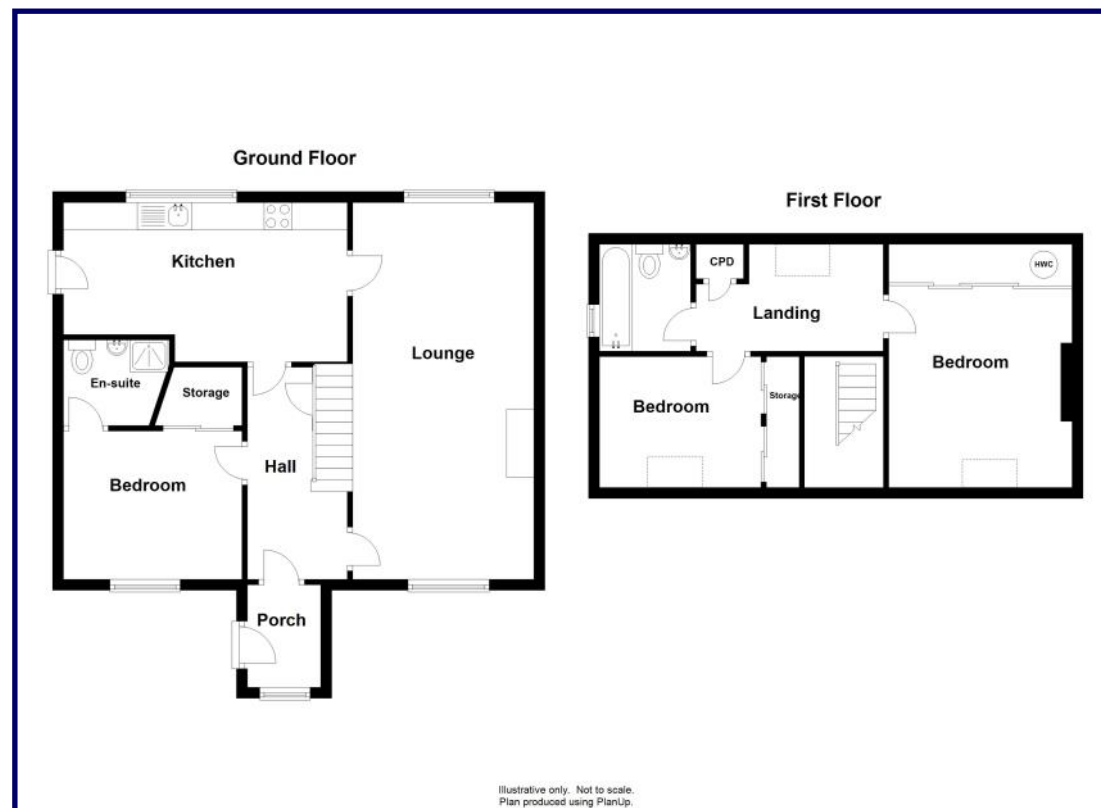 Ground Floor
Kitchen
Lounge
En-suite
Storage
Hall
Bedroom
Porch
First Floor
CPD
HWC
Landing
Bedroom
Bedroom
Storage
Illustrative only. Not to scale.
Plan produced using PlanUp.